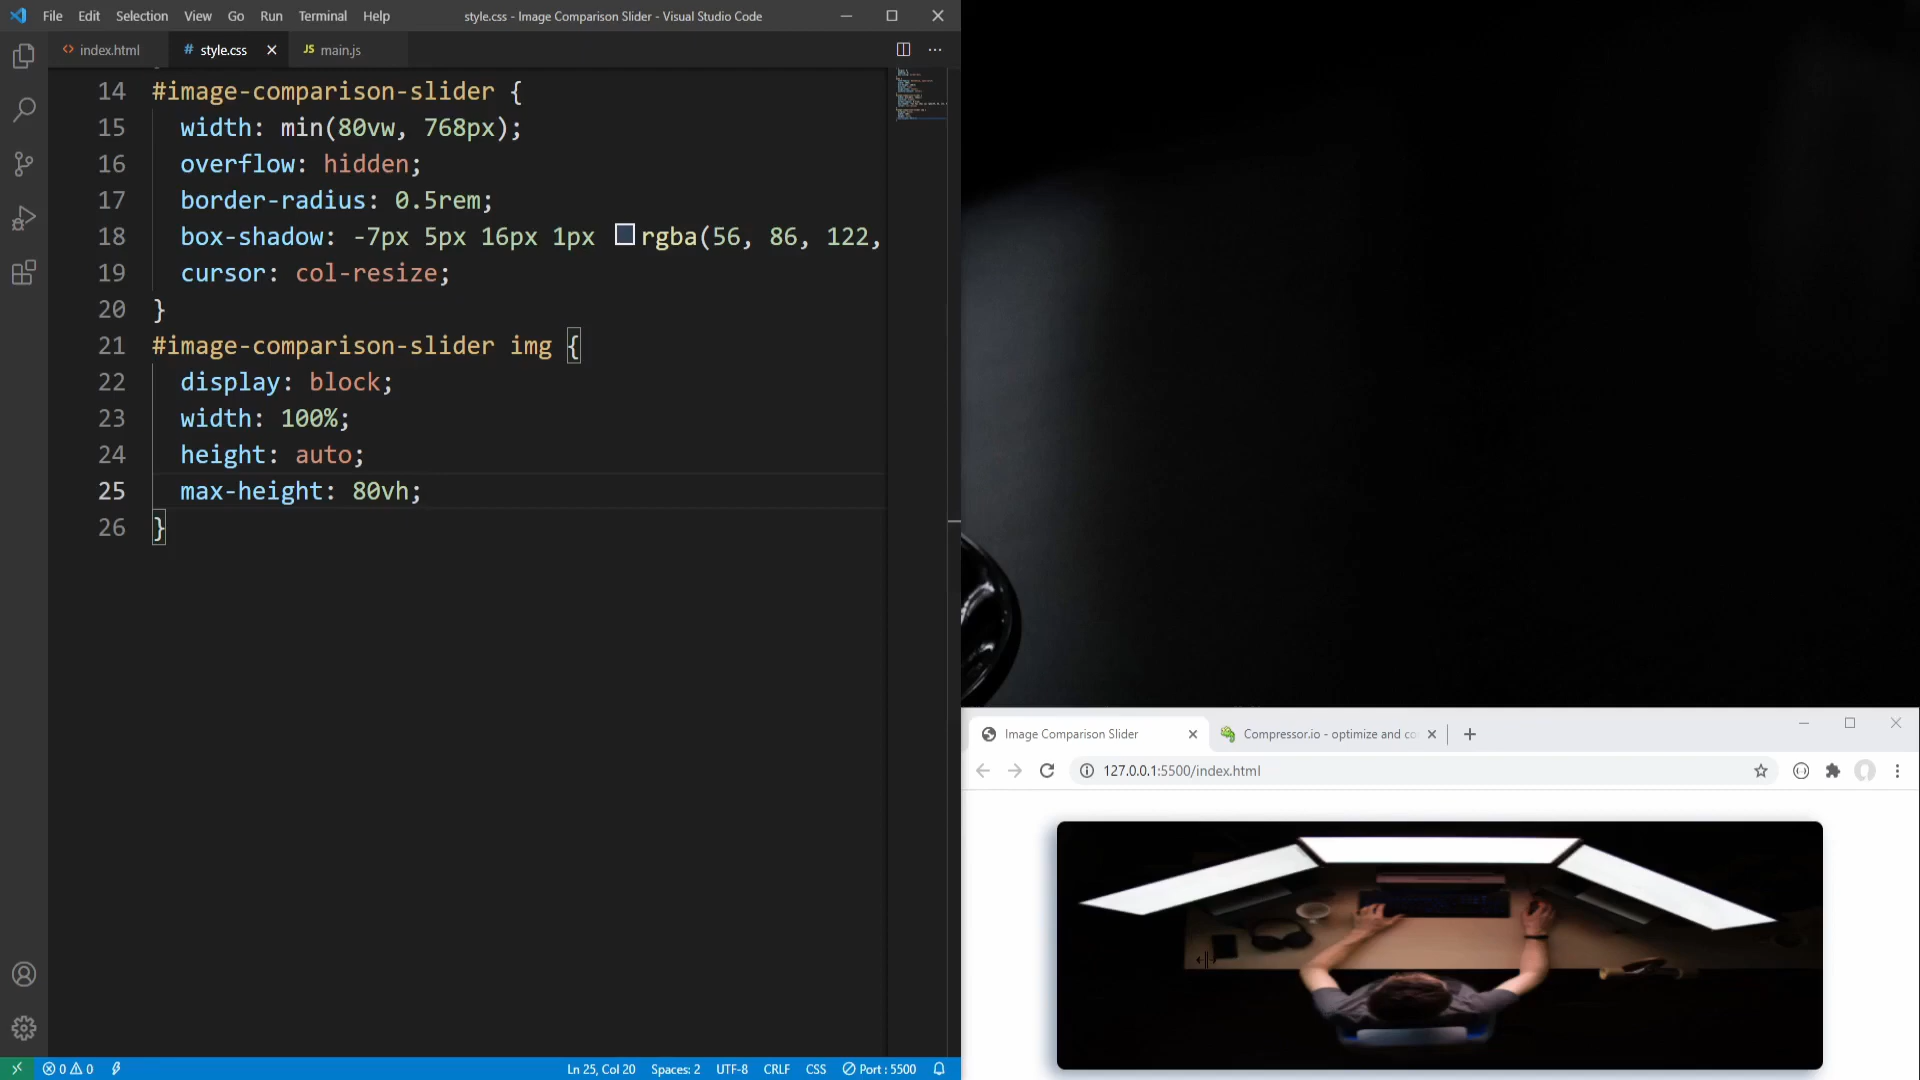 File Edit Selection View Go Run Terminal Help
style.css - Image Comparison Slider - Visual Studio Code
<> index.html
# style.css
JS main.js
14 #image-comparison-slider {
15 width: min(80vw, 768px);
16 overflow: hidden;
17 border-radius: 0.5rem;
18 box-shadow: -7px 5px 16px 1px rgba(56, 86, 122,
19 cursor: col-resize;
20 }
21 #image-comparison-slider img {
22 display: block;
23 width: 100%;
24 height: auto;
25 max-height: 80vh;
26 }
0 0
Ln 25, Col 20 Spaces: 2 UTF-8 CRLF CSS Port : 5500
Image Comparison Slider
Compressor.io - optimize and co
127.0.0.1:5500/index.html